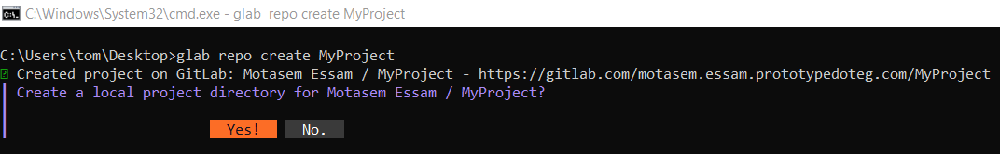 C:\Windows\System32\cmd.exe - glab repo create MyProject
C:\Users\tom\Desktop>glab repo create MyProject
Created project on GitLab: Motasem Essam / MyProject - https://gitlab.com/motasem.essam.prototypedoteg.com/MyProject
Create a local project directory for Motasem Essam / MyProject?
Yes! No.